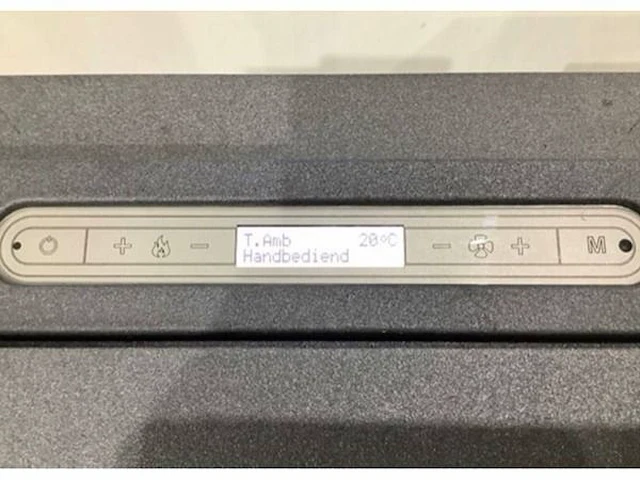 T.Amb 20°C
Handbediend
+ - - + M